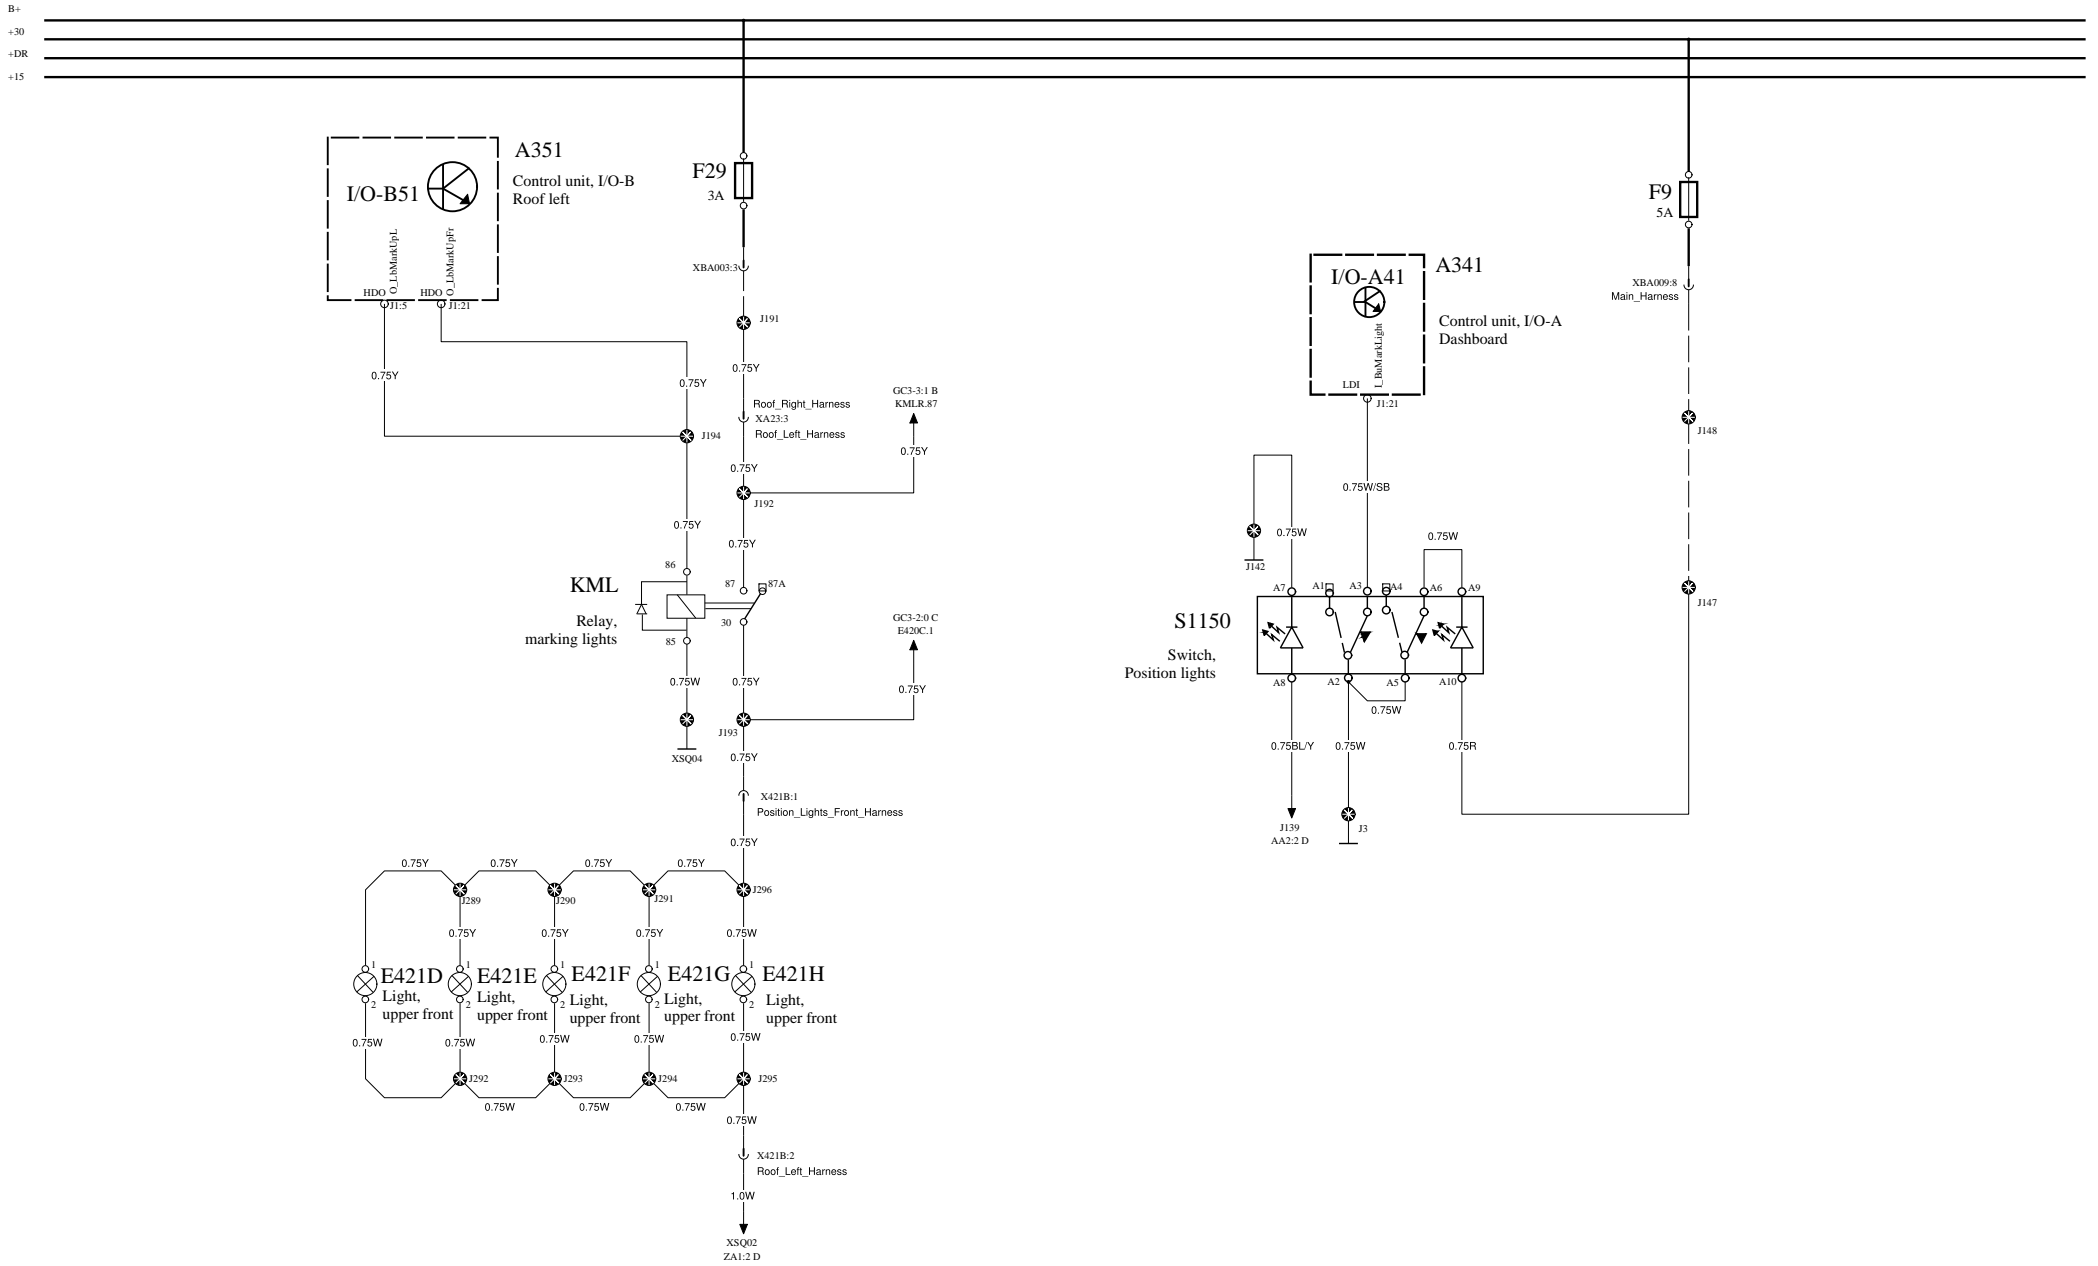 B+
+30
+DR
+15
A351
Control unit, I/O-B
Roof left
I/O-B51
O_LbMarkUpL
O_LbMarkUpFr
HDO
HDO
J1:5
J1:21
F29
3A
XBA003:3
J191
0.75Y
0.75Y
0.75Y
Roof_Right_Harness
XA23:3
Roof_Left_Harness
J194
0.75Y
J192
GC3-3:1 B
KMLR.87
0.75Y
0.75Y
0.75Y
86
87
87A
KML
Relay,
marking lights
30
85
GC3-2:0 C
E420C.1
0.75W
0.75Y
0.75Y
J193
XSQ04
0.75Y
X421B:1
Position_Lights_Front_Harness
0.75Y
0.75Y
0.75Y
0.75Y
0.75Y
J289
J290
J291
J296
0.75Y
0.75Y
0.75Y
0.75W
1
1
1
1
1
E421D
Light,
upper front
E421E
Light,
upper front
E421F
Light,
upper front
E421G
Light,
upper front
E421H
Light,
upper front
2
2
2
2
2
0.75W
0.75W
0.75W
0.75W
0.75W
J292
J293
J294
J295
0.75W
0.75W
0.75W
0.75W
X421B:2
Roof_Left_Harness
1.0W
XSQ02
ZA1:2 D
F9
5A
XBA009:8
Main_Harness
I/O-A41
A341
Control unit, I/O-A
Dashboard
I_BuMarkLight
LDI
J1:21
J148
0.75W/SB
0.75W
J142
0.75W
A7
A1
A3
A4
A6
A9
J147
S1150
Switch,
Position lights
A8
A2
A5
A10
0.75W
0.75BL/Y
0.75W
0.75R
J139
AA2:2 D
J3